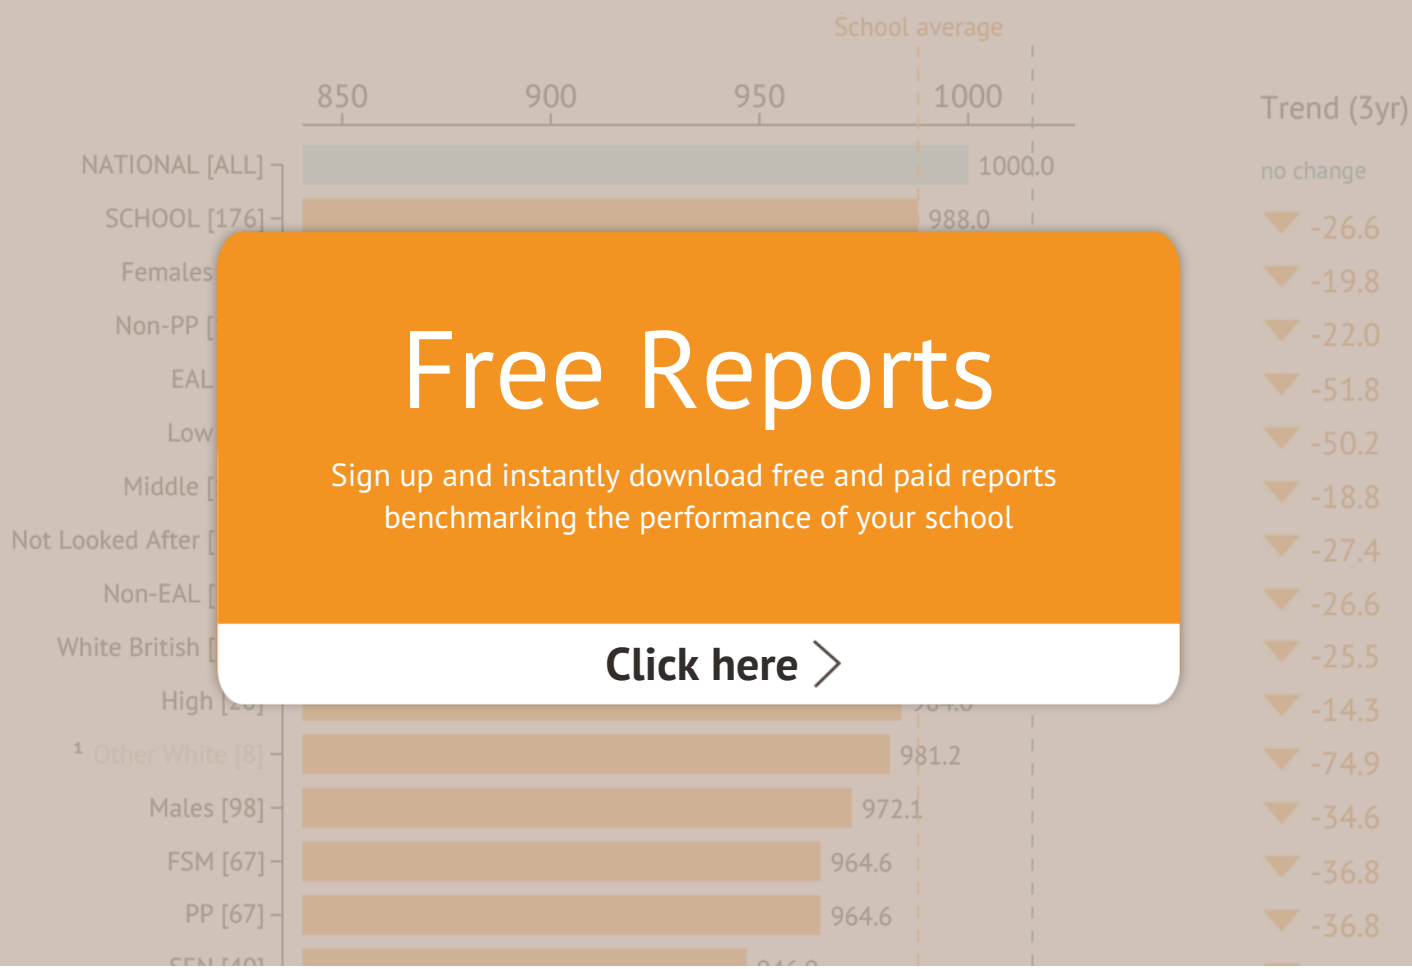 School average
850 900 950 1000
Trend (3yr)
NATIONAL [ALL] 1000.0 no change
SCHOOL [176] 988.0 -26.6
Females -19.8
Non-PP [ -22.0
EAL -51.8
Low -50.2
Middle [ -18.8
Not Looked After [ -27.4
Non-EAL [ -26.6
White British [ -25.5
Free Reports
Sign up and instantly download free and paid reports
benchmarking the performance of your school
Click here
High -14.3
1 Other White [8] 981.2 -74.9
Males [98] 972.1 -34.6
FSM [67] 964.6 -36.8
PP [67] 964.6 -36.8